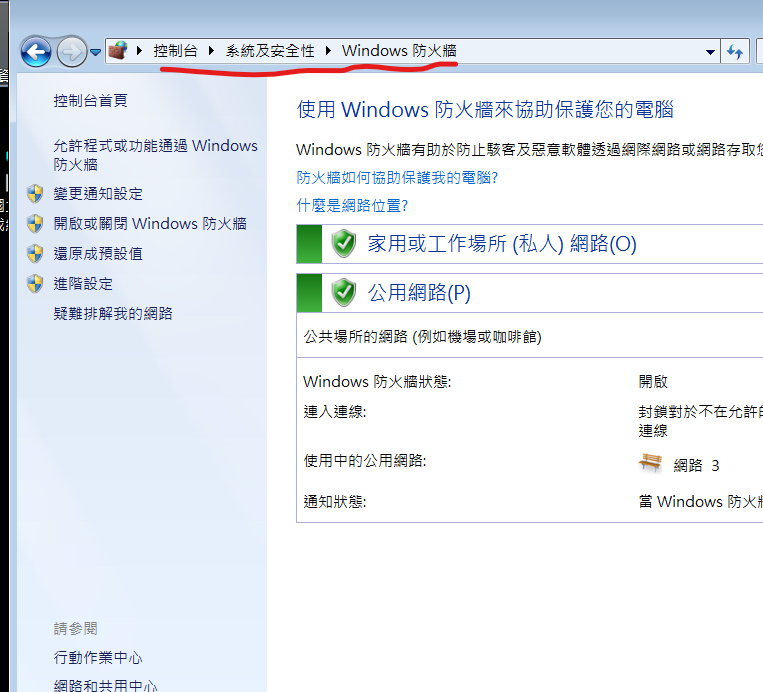 控制台 系統及安全性 Windows 防火牆
控制台首頁
允許程式或功能通過 Windows
防火牆
變更通知設定
開啟或關閉 Windows 防火牆
還原成預設值
進階設定
疑難排解我的網路
請參閱
行動作業中心
網路和共用中心
使用 Windows 防火牆來協助保護您的電腦
Windows 防火牆有助於防止駭客及惡意軟體透過網際網路或網路存取您
防火牆如何協助保護我的電腦?
什麼是網路位置?
家用或工作場所 (私人) 網路(O)
公用網路(P)
公共場所的網路 (例如機場或咖啡館)
Windows 防火牆狀態: 開啟
連入連線: 封鎖對於不在允許的
連線
使用中的公用網路: 網路 3
通知狀態: 當 Windows 防火牆